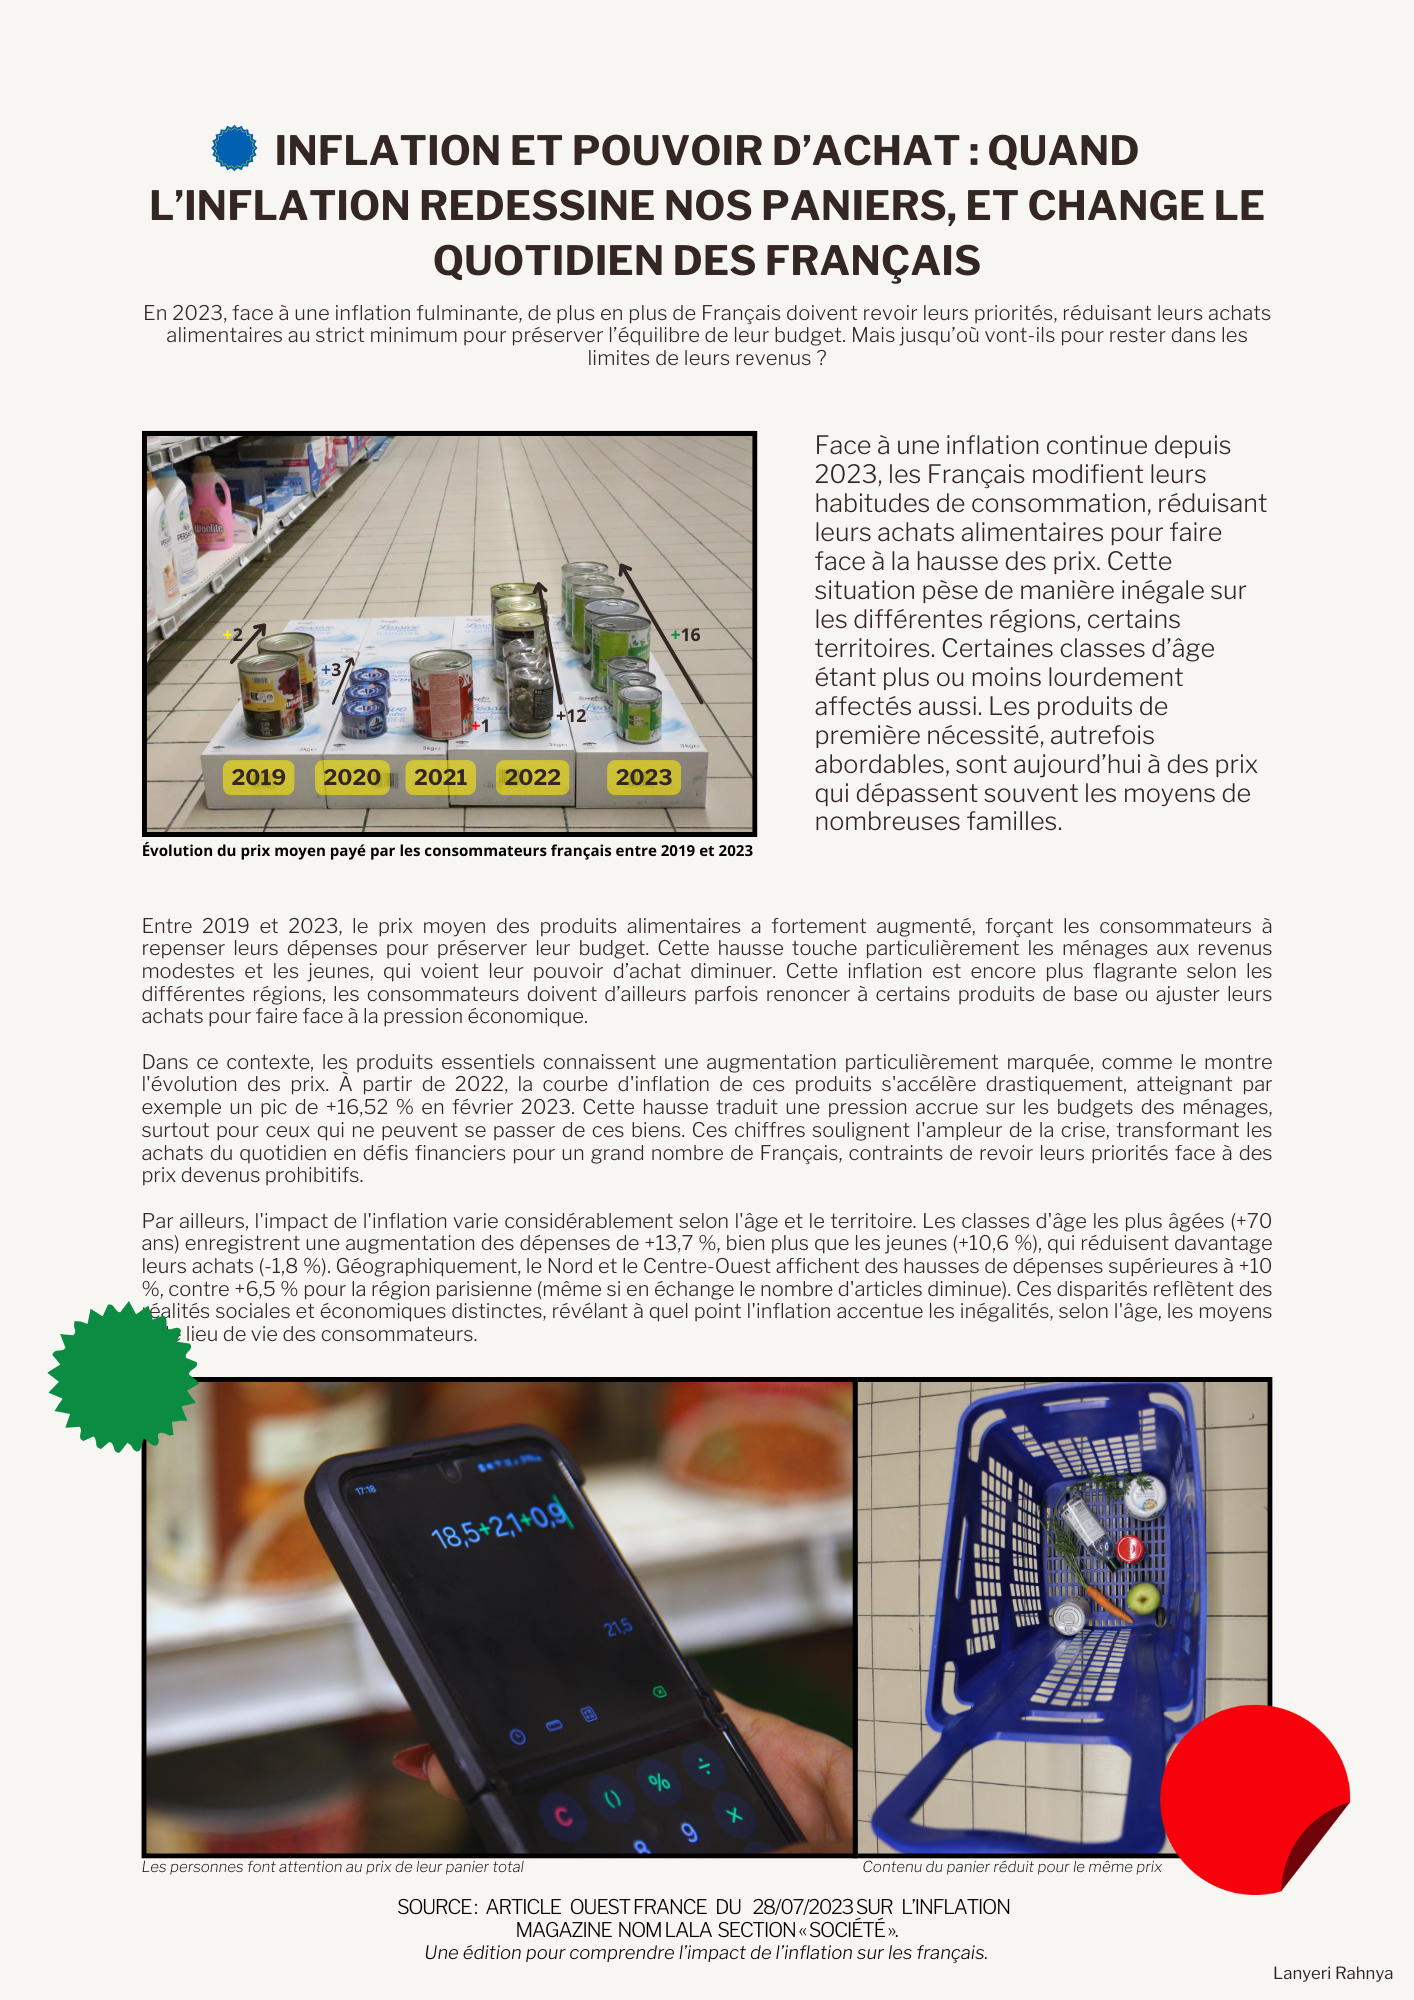 INFLATION ET POUVOIR D’ACHAT : QUAND
L’INFLATION REDESSINE NOS PANIERS, ET CHANGE LE
QUOTIDIEN DES FRANÇAIS
En 2023, face à une inflation fulminante, de plus en plus de Français doivent revoir leurs priorités, réduisant leurs achats
alimentaires au strict minimum pour préserver l’équilibre de leur budget. Mais jusqu’où vont-ils pour rester dans les
limites de leurs revenus ?
Woolite
+2
+3
+1
+12
+16
2019 2020 2021 2022 2023
Évolution du prix moyen payé par les consommateurs français entre 2019 et 2023
Face à une inflation continue depuis
2023, les Français modifient leurs
habitudes de consommation, réduisant
leurs achats alimentaires pour faire
face à la hausse des prix. Cette
situation pèse de manière inégale sur
les différentes régions, certains
territoires. Certaines classes d’âge
étant plus ou moins lourdement
affectés aussi. Les produits de
première nécessité, autrefois
abordables, sont aujourd’hui à des prix
qui dépassent souvent les moyens de
nombreuses familles.
Entre 2019 et 2023, le prix moyen des produits alimentaires a fortement augmenté, forçant les consommateurs à
repenser leurs dépenses pour préserver leur budget. Cette hausse touche particulièrement les ménages aux revenus
modestes et les jeunes, qui voient leur pouvoir d’achat diminuer. Cette inflation est encore plus flagrante selon les
différentes régions, les consommateurs doivent d’ailleurs parfois renoncer à certains produits de base ou ajuster leurs
achats pour faire face à la pression économique.
Dans ce contexte, les produits essentiels connaissent une augmentation particulièrement marquée, comme le montre
l'évolution des prix. À partir de 2022, la courbe d'inflation de ces produits s'accélère drastiquement, atteignant par
exemple un pic de +16,52 % en février 2023. Cette hausse traduit une pression accrue sur les budgets des ménages,
surtout pour ceux qui ne peuvent se passer de ces biens. Ces chiffres soulignent l'ampleur de la crise, transformant les
achats du quotidien en défis financiers pour un grand nombre de Français, contraints de revoir leurs priorités face à des
prix devenus prohibitifs.
Par ailleurs, l'impact de l'inflation varie considérablement selon l'âge et le territoire. Les classes d'âge les plus âgées (+70
ans) enregistrent une augmentation des dépenses de +13,7 %, bien plus que les jeunes (+10,6 %), qui réduisent davantage
leurs achats (-1,8 %). Géographiquement, le Nord et le Centre-Ouest affichent des hausses de dépenses supérieures à +10
%, contre +6,5 % pour la région parisienne (même si en échange le nombre d'articles diminue). Ces disparités reflètent des
réalités sociales et économiques distinctes, révélant à quel point l'inflation accentue les inégalités, selon l'âge, les moyens
lieu de vie des consommateurs.
17:18
18,5+2,1+0,9
21,5
C () % ÷
8 9 ×
Les personnes font attention au prix de leur panier total
Contenu du panier réduit pour le même prix
SOURCE : ARTICLE OUEST FRANCE DU 28/07/2023 SUR L’INFLATION
MAGAZINE NOM LALA SECTION « SOCIÉTÉ ».
Une édition pour comprendre l’impact de l’inflation sur les français.
Lanyeri Rahnya